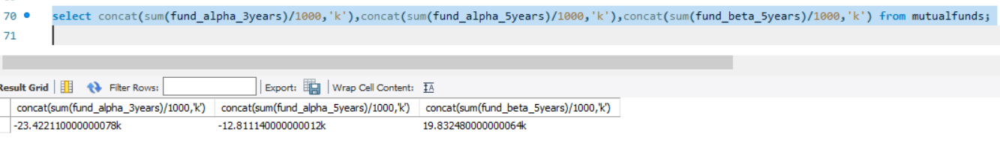 70 select concat(sum(fund_alpha_3years)/1000,'k'),concat(sum(fund_alpha_5years)/1000,'k'),concat(sum(fund_beta_5years)/1000,'k') from mutualfunds;
71
Result Grid Filter Rows: Export: Wrap Cell Content: IA
concat(sum(fund_alpha_3years)/1000,'k') concat(sum(fund_alpha_5years)/1000,'k') concat(sum(fund_beta_5years)/1000,'k')
-23.422110000000078k -12.811140000000012k 19.832480000000064k